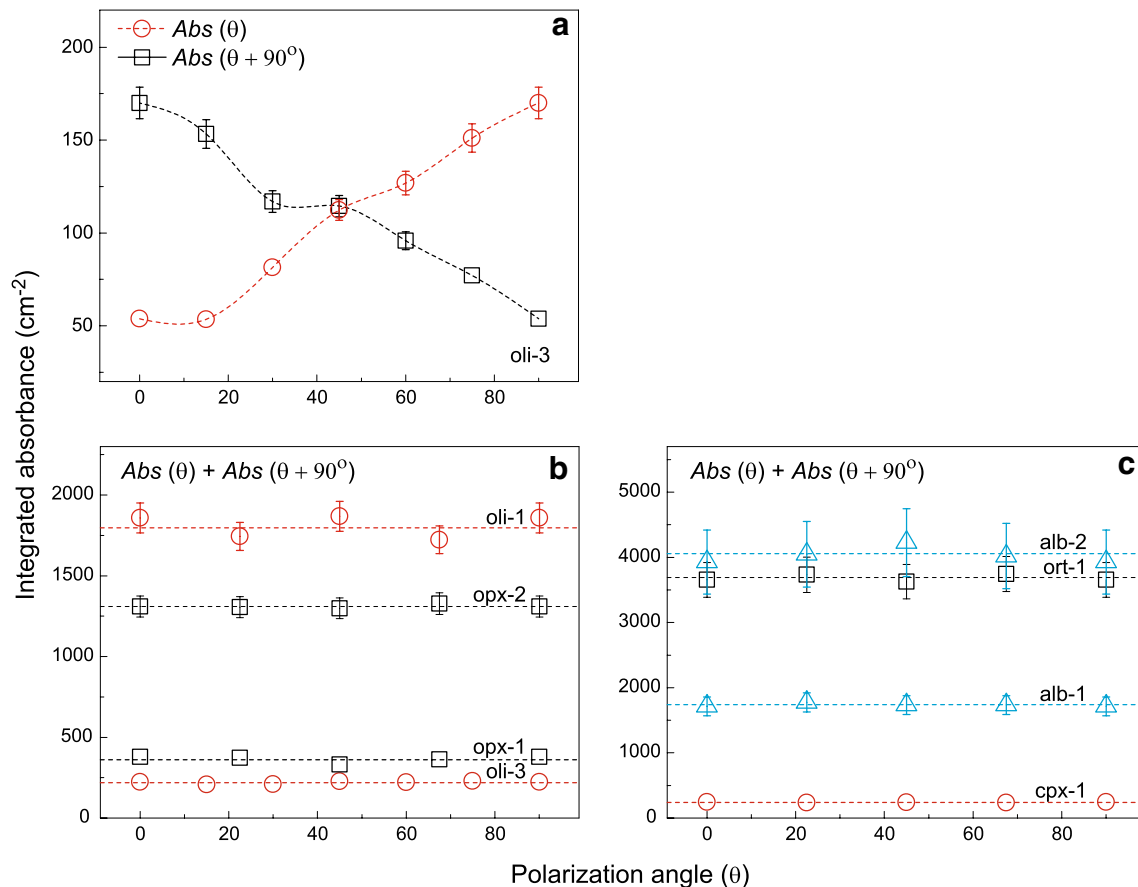 a
Abs (θ)
Abs (θ + 90°)
200
150
100
50
oli-3
0 20 40 60 80
Integrated absorbance (cm-2)
b
Abs (θ) + Abs (θ + 90°)
2000
1500
1000
500
0
oli-1
opx-2
opx-1
oli-3
0 20 40 60 80
c
Abs (θ) + Abs (θ + 90°)
5000
4000
3000
2000
1000
0
alb-2
ort-1
alb-1
cpx-1
0 20 40 60 80
Polarization angle (θ)